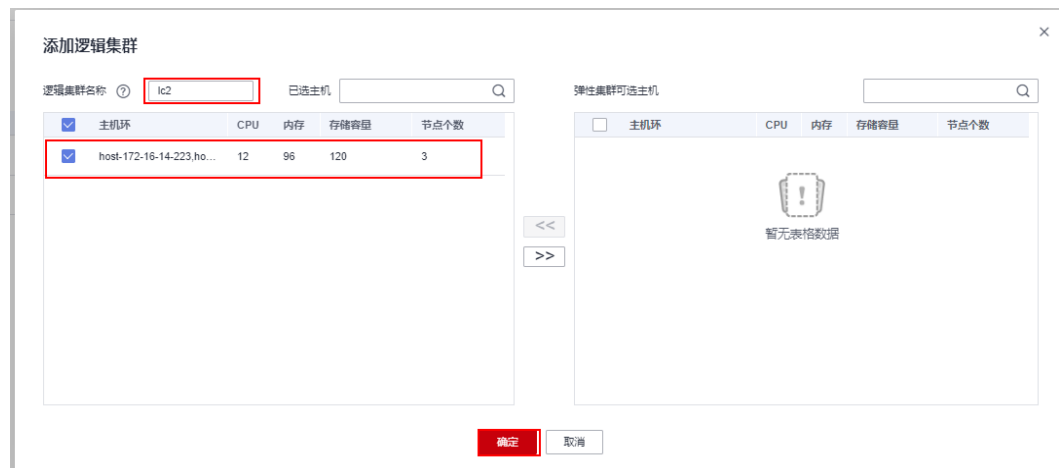 添加逻辑集群
逻辑集群名称 lc2 已选主机 弹性集群可选主机
主机环 CPU 内存 存储容量 节点个数 主机环 CPU 内存 存储容量 节点个数
host-172-16-14-223,ho... 12 96 120 3
暂无表格数据
<<
>>
确定 取消